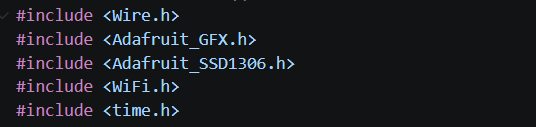 #include <Wire.h>
#include <Adafruit_GFX.h>
#include <Adafruit_SSD1306.h>
#include <WiFi.h>
#include <time.h>